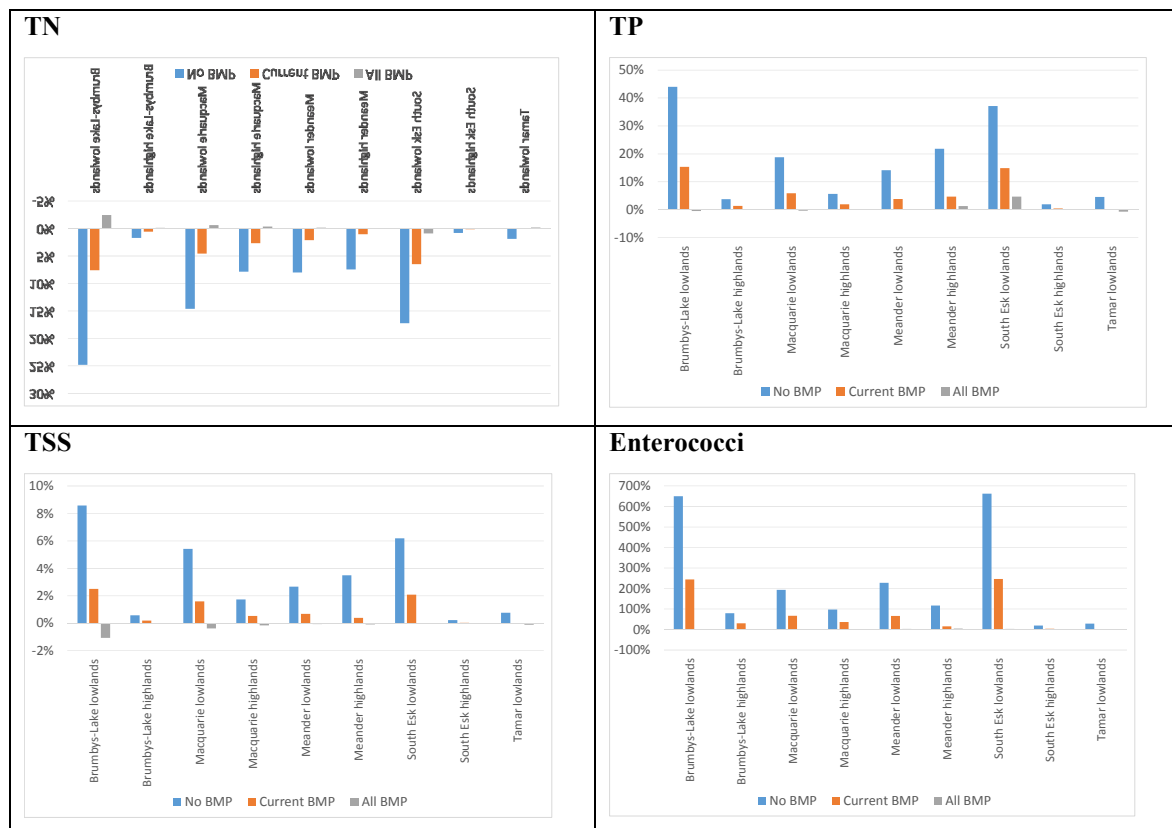 TN
No BMP Current BMP All BMP
Brumbys-Lake lowlands
Brumbys-Lake highlands
Macquarie lowlands
Macquarie highlands
Meander lowlands
Meander highlands
South Esk lowlands
South Esk highlands
Tamar lowlands
-5%
0%
5%
10%
15%
20%
25%
30%
TP
50%
40%
30%
20%
10%
0%
-10%
Brumbys-Lake lowlands
Brumbys-Lake highlands
Macquarie lowlands
Macquarie highlands
Meander lowlands
Meander highlands
South Esk lowlands
South Esk highlands
Tamar lowlands
No BMP Current BMP All BMP
TSS
10%
8%
6%
4%
2%
0%
-2%
Brumbys-Lake lowlands
Brumbys-Lake highlands
Macquarie lowlands
Macquarie highlands
Meander lowlands
Meander highlands
South Esk lowlands
South Esk highlands
Tamar lowlands
No BMP Current BMP All BMP
Enterococci
700%
600%
500%
400%
300%
200%
100%
0%
-100%
Brumbys-Lake lowlands
Brumbys-Lake highlands
Macquarie lowlands
Macquarie highlands
Meander lowlands
Meander highlands
South Esk lowlands
South Esk highlands
Tamar lowlands
No BMP Current BMP All BMP